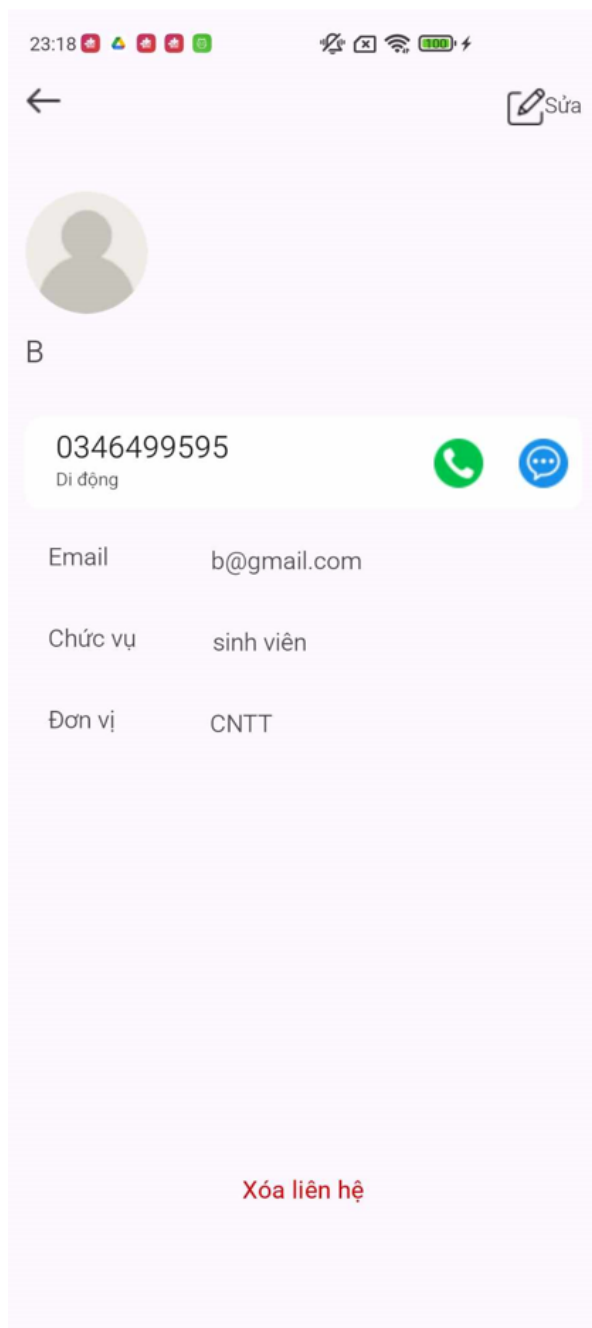 23:18 100
Sửa
B
0346499595
Di động
Email b@gmail.com
Chức vụ sinh viên
Đơn vị CNTT
Xóa liên hệ